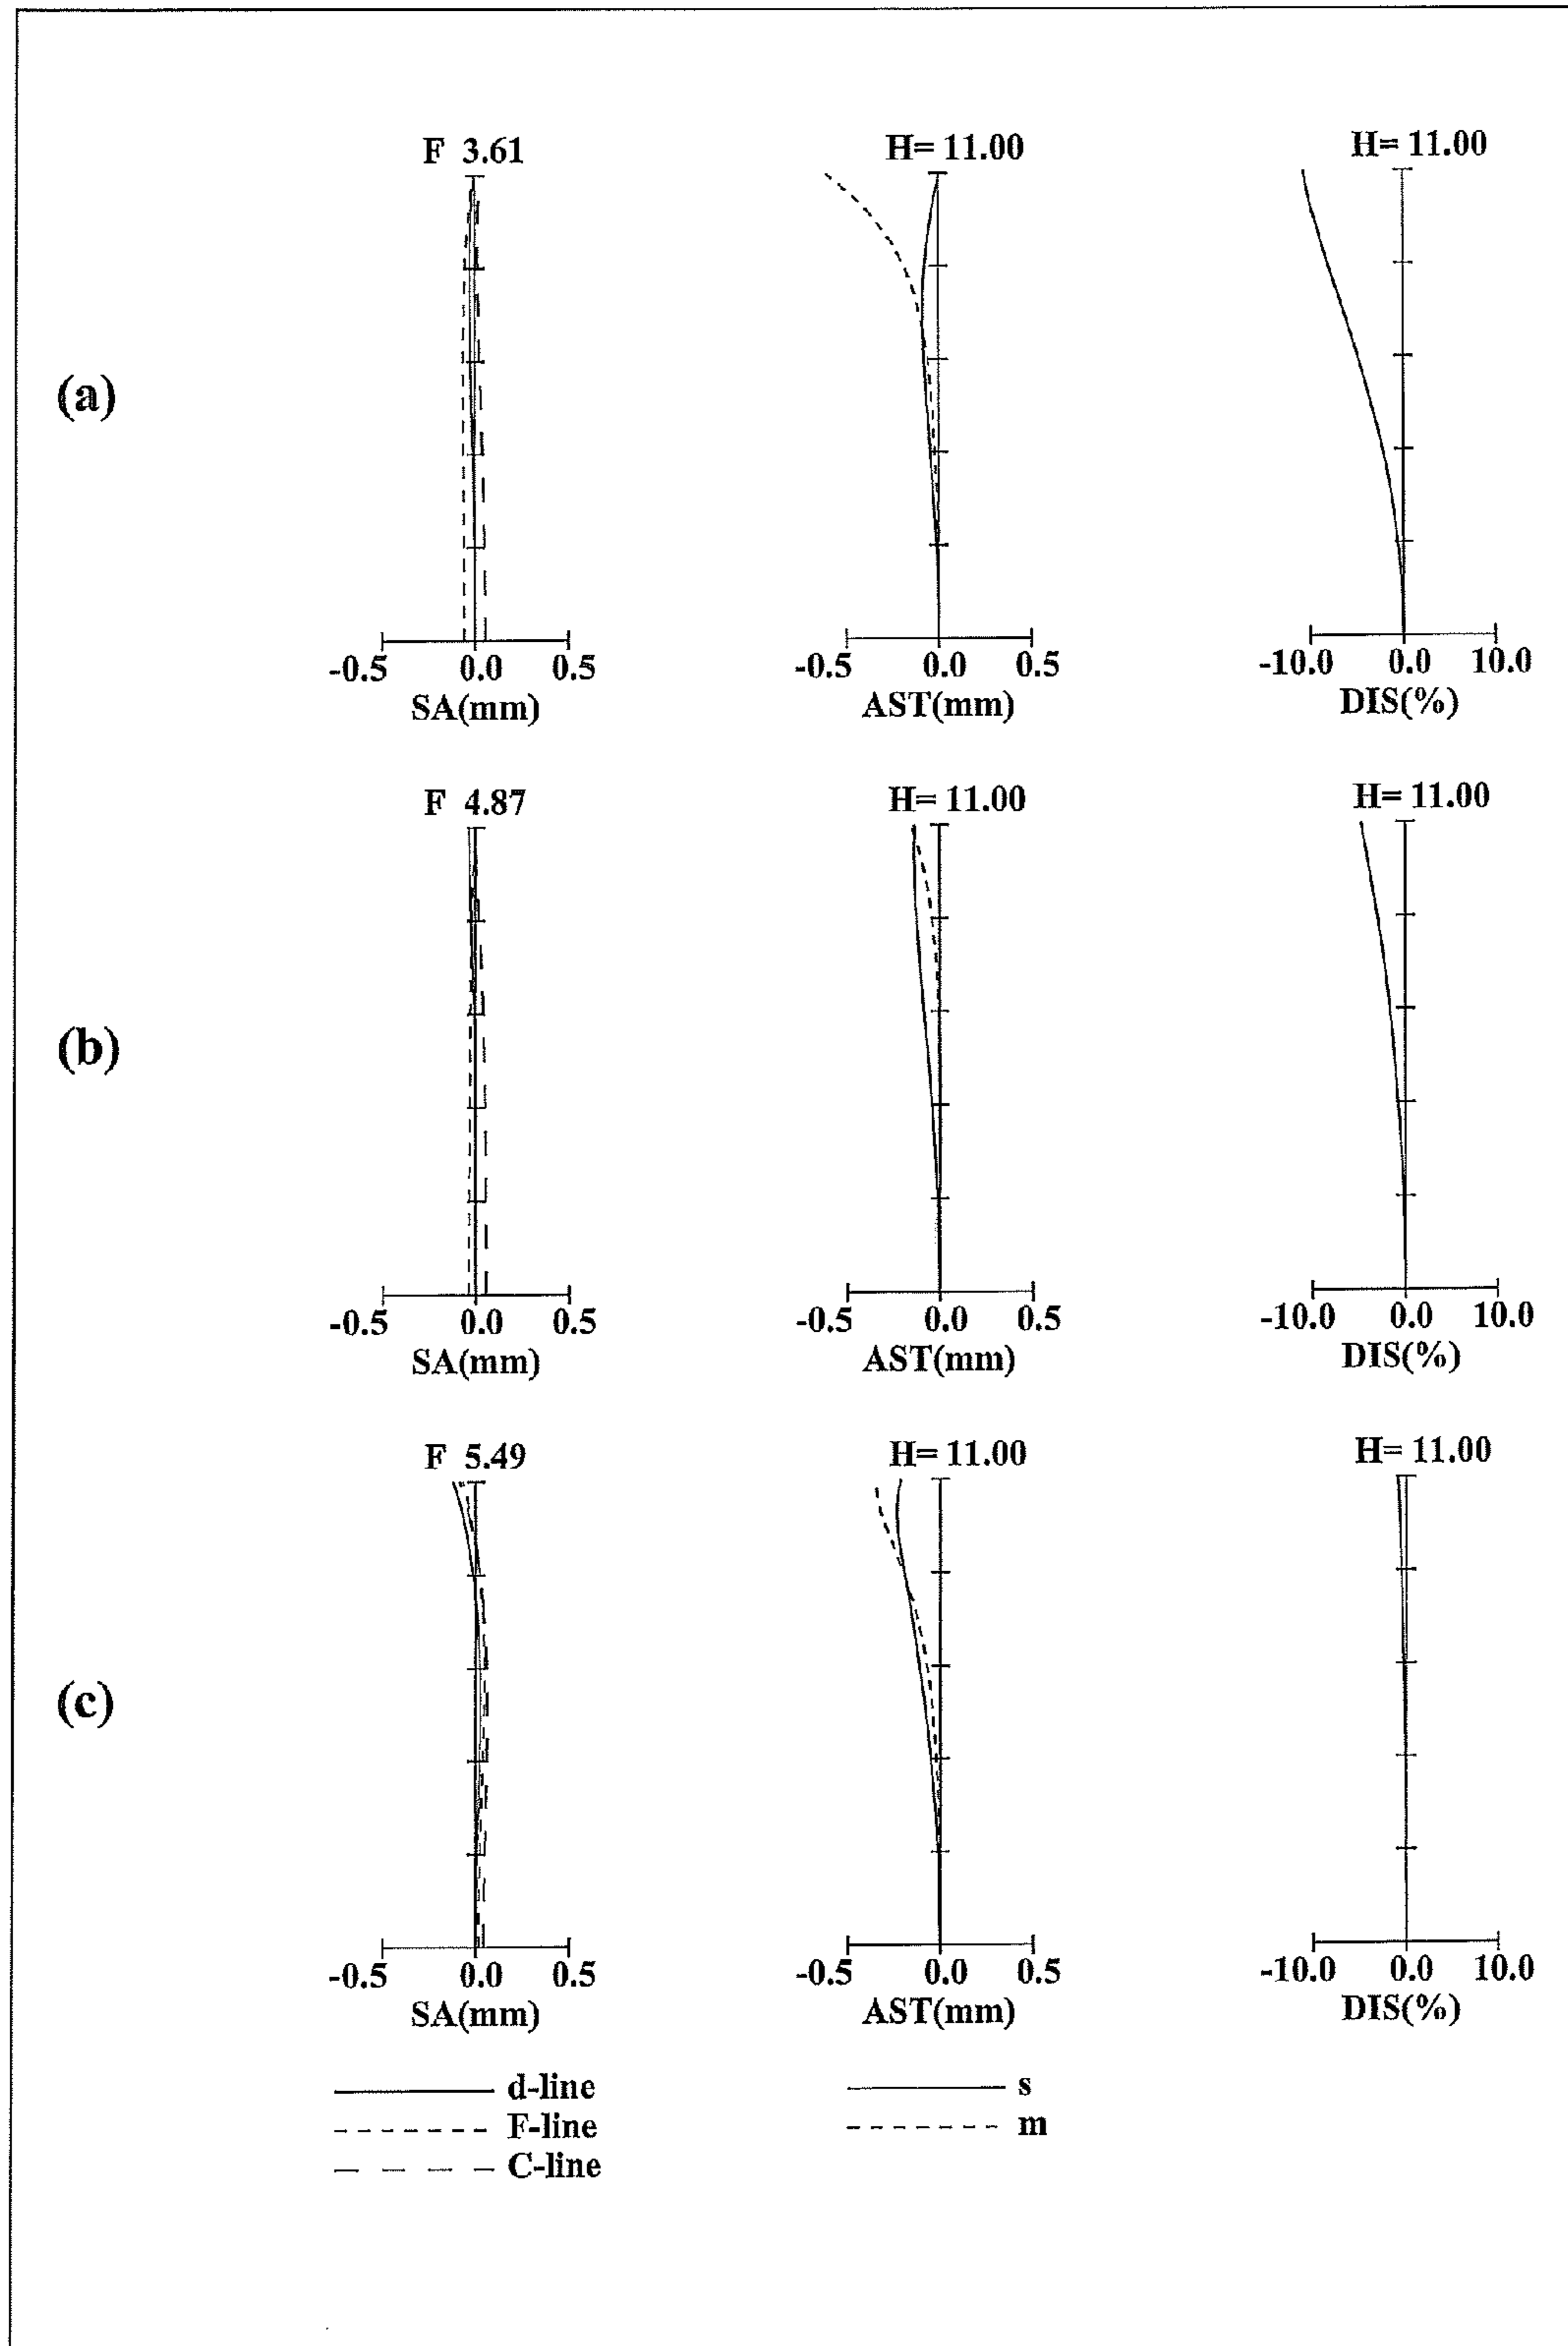 F 3.61 H= 11.00 H= 11.00
(a)
-0.5 0.0 0.5 -0.5 0.0 0.5 -10.0 0.0 10.0
SA(mm) AST(mm) DIS(%)
F 4.87 H= 11.00 H= 11.00
(b)
-0.5 0.0 0.5 -0.5 0.0 0.5 -10.0 0.0 10.0
SA(mm) AST(mm) DIS(%)
F 5.49 H= 11.00 H= 11.00
(c)
-0.5 0.0 0.5 -0.5 0.0 0.5 -10.0 0.0 10.0
SA(mm) AST(mm) DIS(%)
d-line s
F-line m
C-line